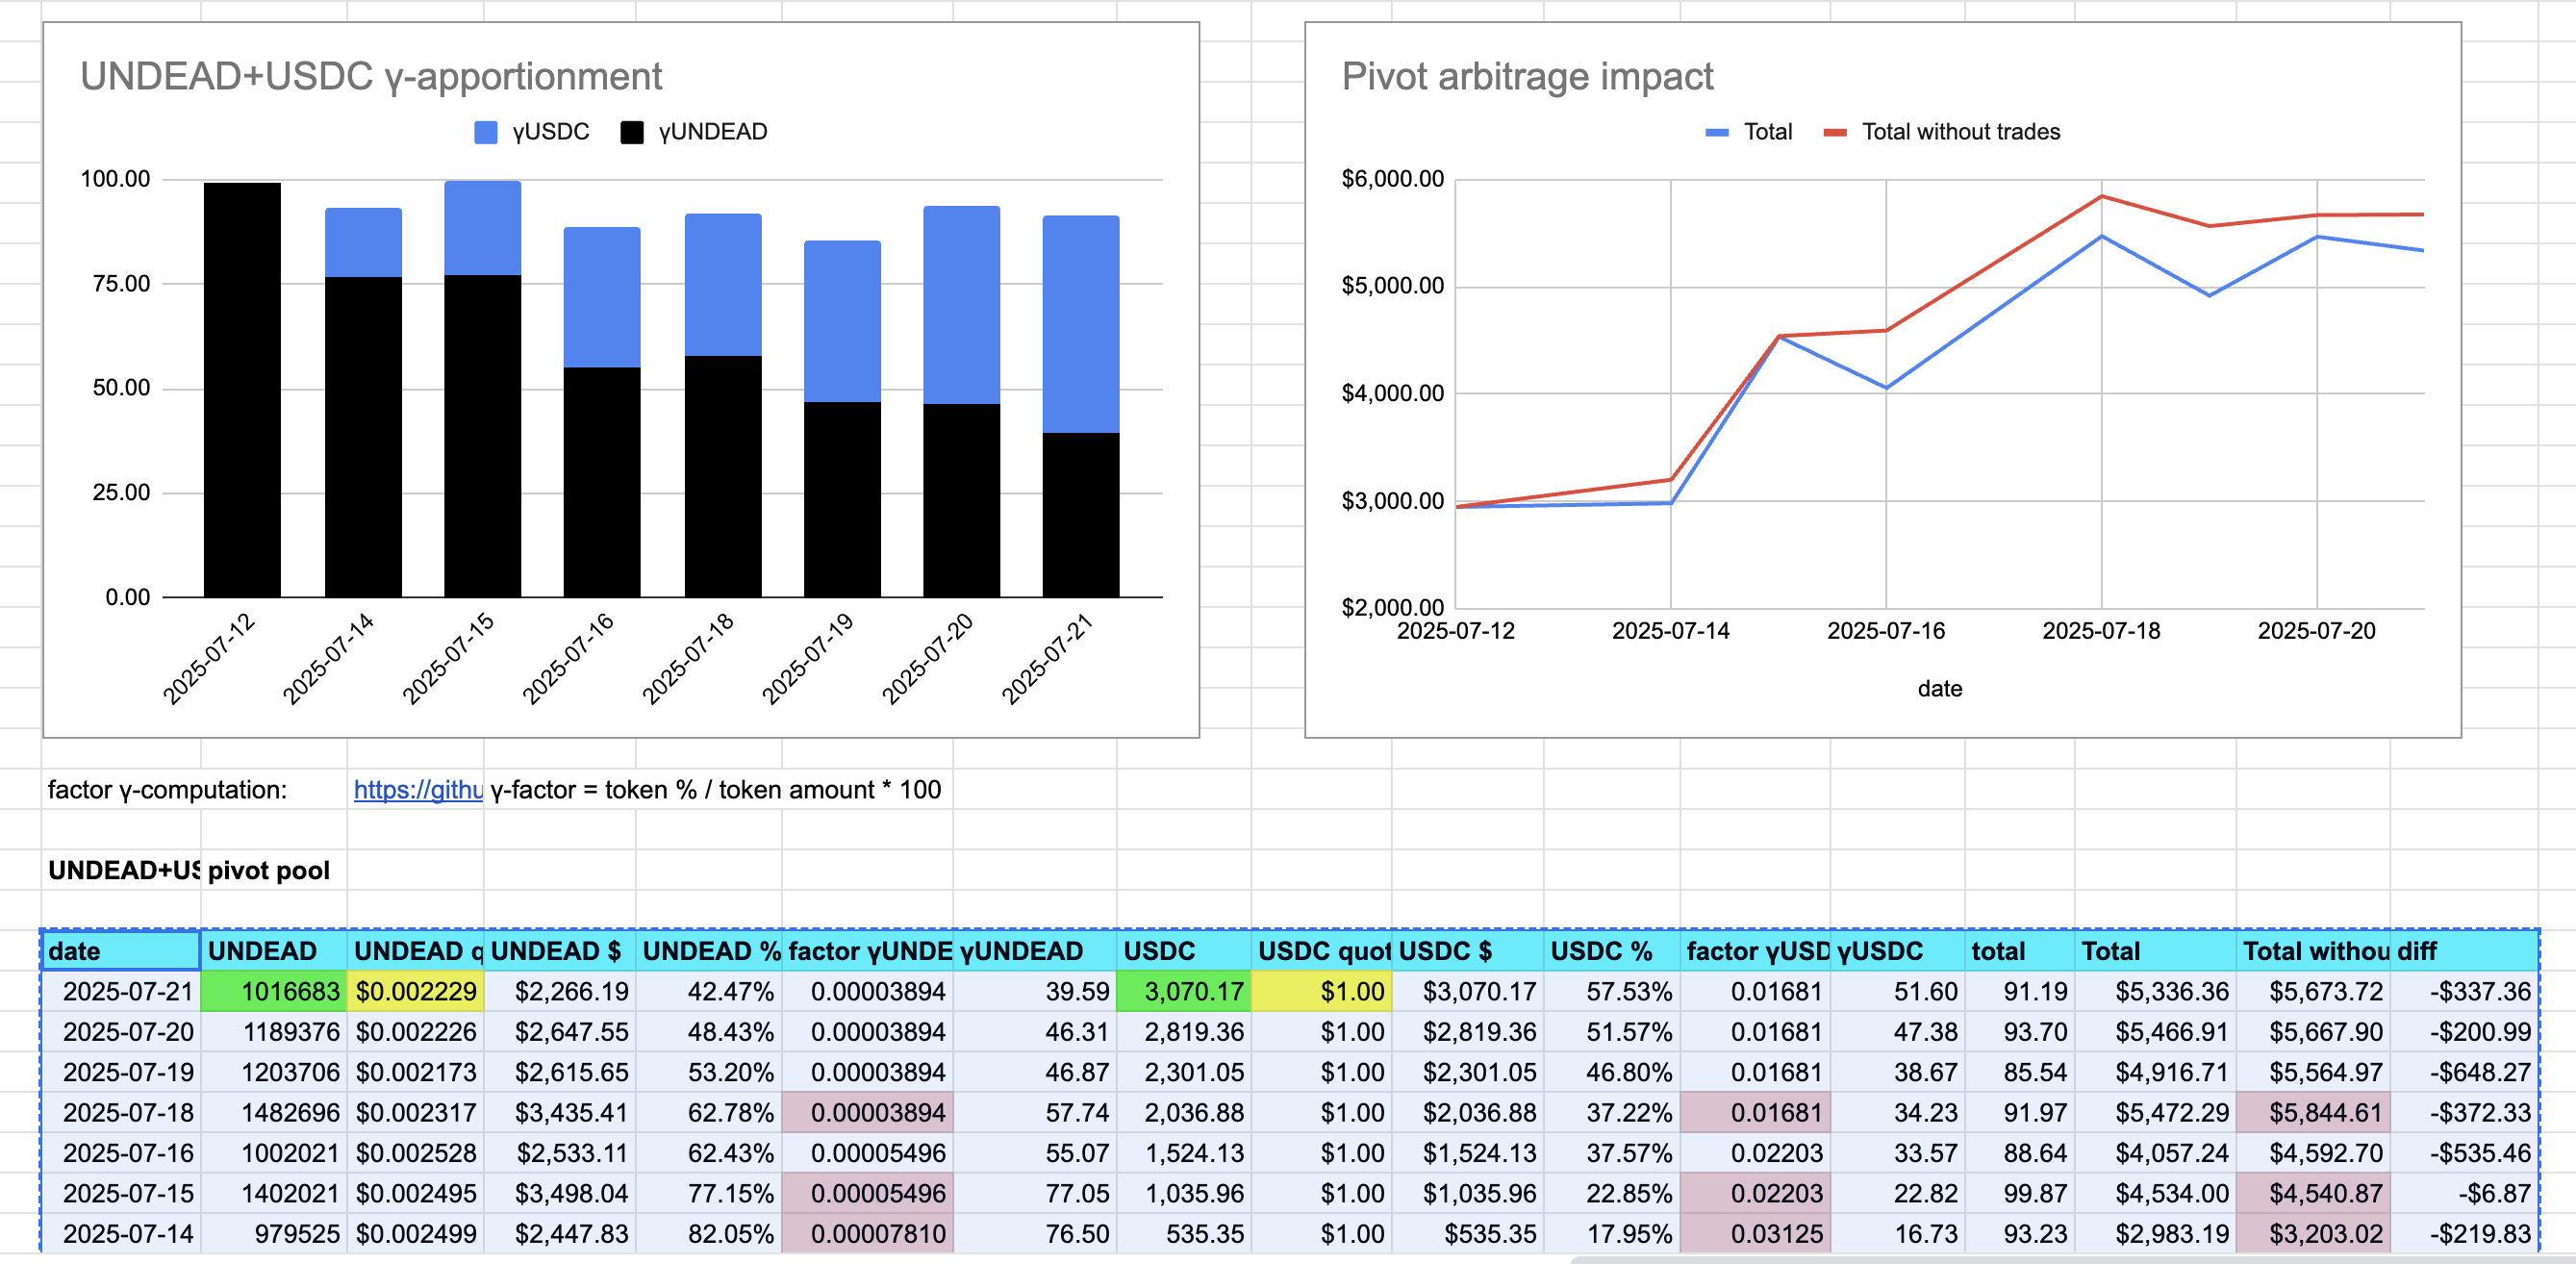 UNDEAD+USDC γ-apportionment
γUSDC γUNDEAD
100.00
75.00
50.00
25.00
0.00
2025-07-12 2025-07-14 2025-07-15 2025-07-16 2025-07-18 2025-07-19 2025-07-20 2025-07-21
Pivot arbitrage impact
Total Total without trades
$6,000.00
$5,000.00
$4,000.00
$3,000.00
$2,000.00
2025-07-12 2025-07-14 2025-07-16 2025-07-18 2025-07-20
date
factor γ-computation: https://githu γ-factor = token % / token amount * 100
UNDEAD+US pivot pool
date UNDEAD UNDEAD q UNDEAD $ UNDEAD % factor γUNDE γUNDEAD USDC USDC quot USDC $ USDC % factor γUSD γUSDC total Total Total withou diff
2025-07-21 1016683 $0.002229 $2,266.19 42.47% 0.00003894 39.59 3,070.17 $1.00 $3,070.17 57.53% 0.01681 51.60 91.19 $5,336.36 $5,673.72 -$337.36
2025-07-20 1189376 $0.002226 $2,647.55 48.43% 0.00003894 46.31 2,819.36 $1.00 $2,819.36 51.57% 0.01681 47.38 93.70 $5,466.91 $5,667.90 -$200.99
2025-07-19 1203706 $0.002173 $2,615.65 53.20% 0.00003894 46.87 2,301.05 $1.00 $2,301.05 46.80% 0.01681 38.67 85.54 $4,916.71 $5,564.97 -$648.27
2025-07-18 1482696 $0.002317 $3,435.41 62.78% 0.00003894 57.74 2,036.88 $1.00 $2,036.88 37.22% 0.01681 34.23 91.97 $5,472.29 $5,844.61 -$372.33
2025-07-16 1002021 $0.002528 $2,533.11 62.43% 0.00005496 55.07 1,524.13 $1.00 $1,524.13 37.57% 0.02203 33.57 88.64 $4,057.24 $4,592.70 -$535.46
2025-07-15 1402021 $0.002495 $3,498.04 77.15% 0.00005496 77.05 1,035.96 $1.00 $1,035.96 22.85% 0.02203 22.82 99.87 $4,534.00 $4,540.87 -$6.87
2025-07-14 979525 $0.002499 $2,447.83 82.05% 0.00007810 76.50 535.35 $1.00 $535.35 17.95% 0.03125 16.73 93.23 $2,983.19 $3,203.02 -$219.83